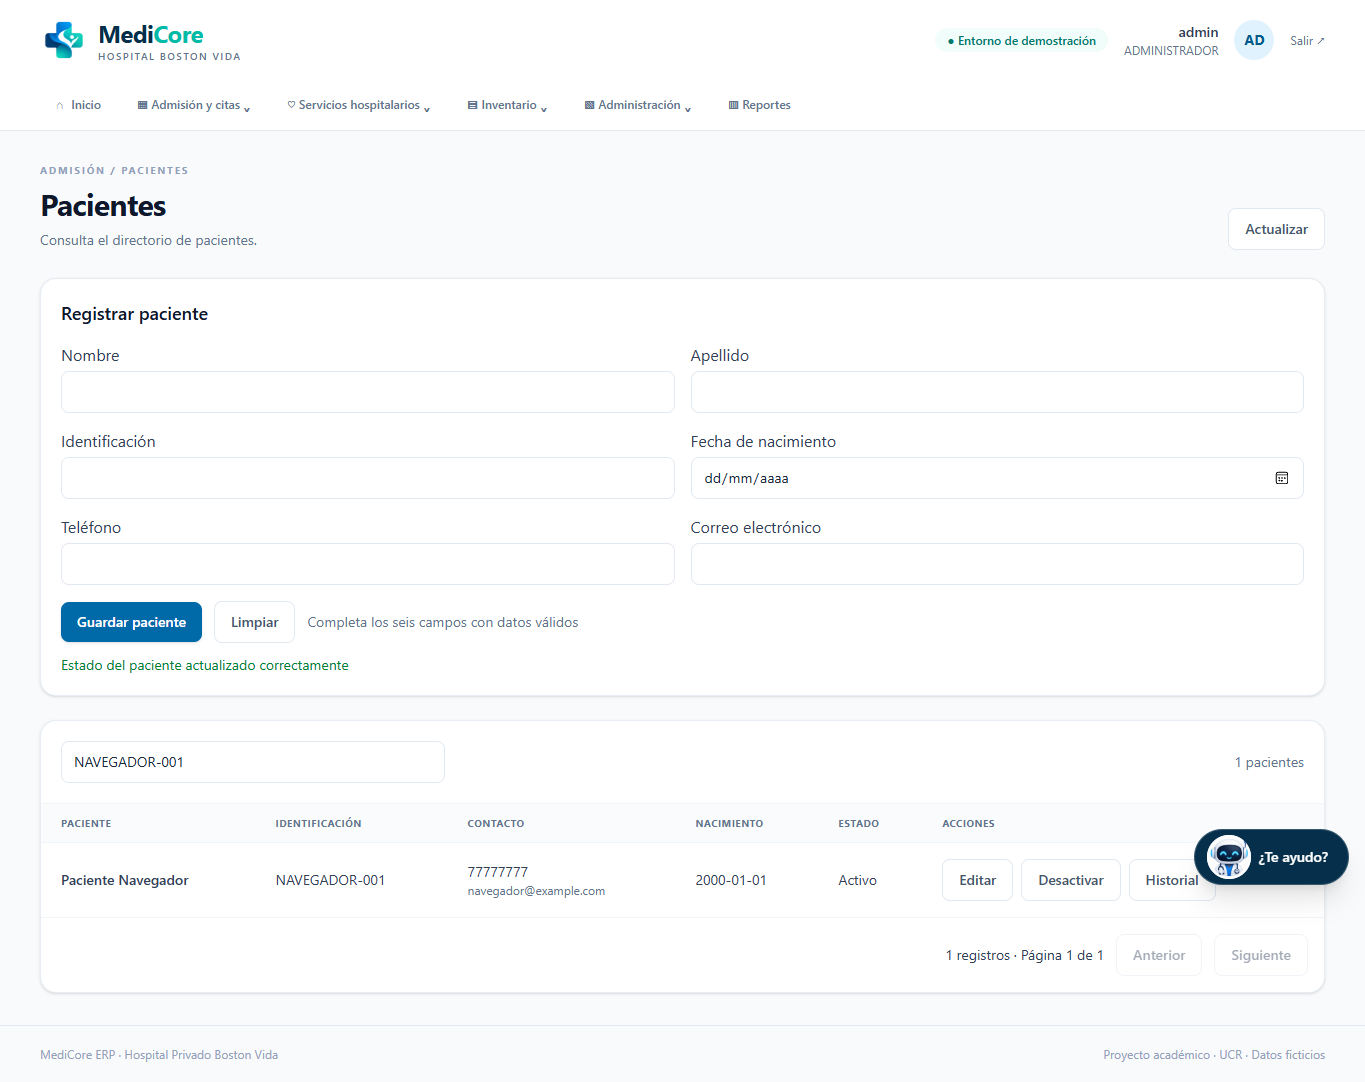 MediCore
HOSPITAL BOSTON VIDA
● Entorno de demostración
admin
ADMINISTRADOR
AD
Salir ↗
Inicio
Admisión y citas
Servicios hospitalarios
Inventario
Administración
Reportes
ADMISIÓN / PACIENTES
Pacientes
Consulta el directorio de pacientes.
Actualizar
Registrar paciente
Nombre
Apellido
Identificación
Fecha de nacimiento
dd/mm/aaaa
Teléfono
Correo electrónico
Guardar paciente
Limpiar
Completa los seis campos con datos válidos
Estado del paciente actualizado correctamente
NAVEGADOR-001
1 pacientes
PACIENTE
IDENTIFICACIÓN
CONTACTO
NACIMIENTO
ESTADO
ACCIONES
Paciente Navegador
NAVEGADOR-001
77777777
navegador@example.com
2000-01-01
Activo
Editar
Desactivar
Historial
¿Te ayudo?
1 registros · Página 1 de 1
Anterior
Siguiente
MediCore ERP · Hospital Privado Boston Vida
Proyecto académico · UCR · Datos ficticios